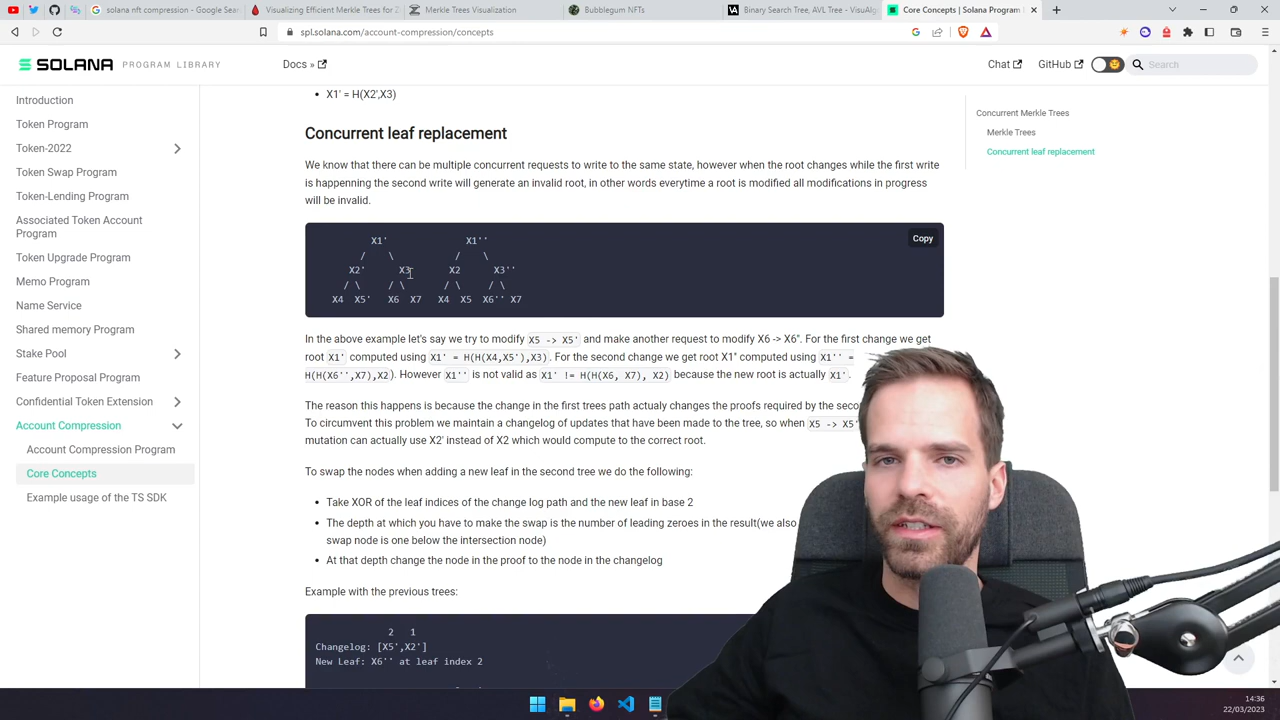 solana nft compression - Google Sear
Visualizing Efficient Merkle Trees for Z
Merkle Trees Visualization
Bubblegum NFTs
Binary Search Tree, AVL Tree - VisuAlg
Core Concepts | Solana Program L
spl.solana.com/account-compression/concepts
SOLANA PROGRAM LIBRARY
Docs »
Chat
GitHub
Search
Introduction
Token Program
Token-2022
Token Swap Program
Token-Lending Program
Associated Token Account
Program
Token Upgrade Program
Memo Program
Name Service
Shared memory Program
Stake Pool
Feature Proposal Program
Confidential Token Extension
Account Compression
Account Compression Program
Core Concepts
Example usage of the TS SDK
X1' = H(X2',X3)
Concurrent leaf replacement
We know that there can be multiple concurrent requests to write to the same state, however when the root changes while the first write
is happenning the second write will generate an invalid root, in other words everytime a root is modified all modifications in progress
will be invalid.
Copy
X1' X1''
/ \ / \
X2' X3 X2 X3''
/ \ / \ / \ / \
X4 X5' X6 X7 X4 X5 X6'' X7
In the above example let's say we try to modify X5 -> X5' and make another request to modify X6 -> X6". For the first change we get
root X1' computed using X1' = H(H(X4,X5'),X3). For the second change we get root X1" computed using X1'' =
H(H(X6'',X7),X2). However X1'' is not valid as X1' != H(H(X6, X7), X2) because the new root is actually X1'.
The reason this happens is because the change in the first trees path actualy changes the proofs required by the
To circumvent this problem we maintain a changelog of updates that have been made to the tree, so when X5 -> X5'
mutation can actually use X2' instead of X2 which would compute to the correct root.
To swap the nodes when adding a new leaf in the second tree we do the following:
Take XOR of the leaf indices of the change log path and the new leaf in base 2
The depth at which you have to make the swap is the number of leading zeroes in the result(we also
swap node is one below the intersection node)
At that depth change the node in the proof to the node in the changelog
Example with the previous trees:
2 1
Changelog: [X5',X2']
New Leaf: X6'' at leaf index 2
Concurrent Merkle Trees
Merkle Trees
Concurrent leaf replacement
14:36
22/03/2023